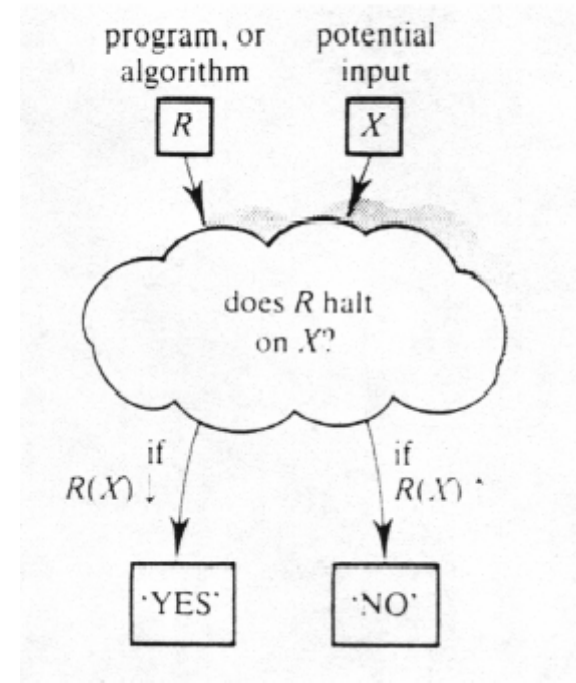 program, or
algorithm
potential
input
R
X
does R halt
on X?
if
R(X) ↓
if
R(X) ↑
'YES'
'NO'